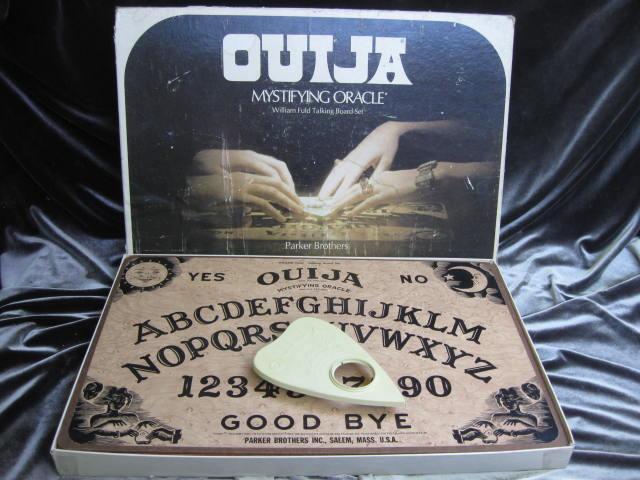 OUIJA
MYSTIFYING ORACLE®
William Fuld Talking Board Set
Parker Brothers
YES OUIJA NO
MYSTIFYING ORACLE
ABCDEFGHIJKLM
NOPQRS VWXYZ
1234 7 90
GOOD BYE
PARKER BROTHERS INC., SALEM, MASS. U.S.A.